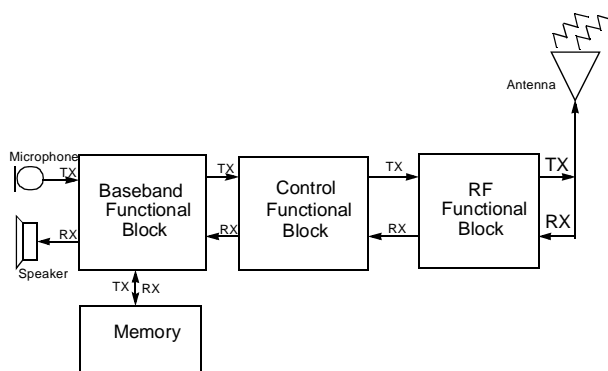 Antenna
Microphone
TX
Baseband
Functional
Block
TX
Control
Functional
Block
TX
RF
Functional
Block
TX
RX
Speaker
RX
RX
RX
TX
RX
Memory